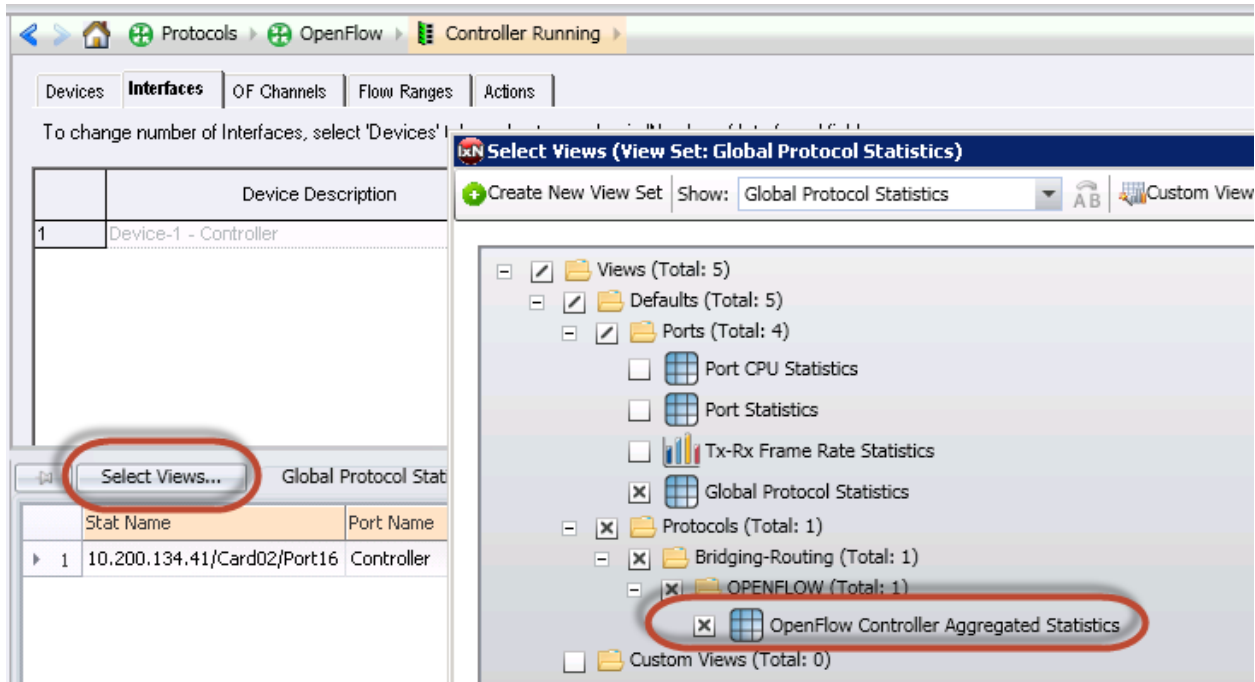 Protocols OpenFlow Controller Running
Devices Interfaces OF Channels Flow Ranges Actions
To change number of Interfaces, select 'Devices'
Device Description
1 Device-1 - Controller
Select Views... Global Protocol Stat
Stat Name Port Name
1 10.200.134.41/Card02/Port16 Controller
IxN Select Views (View Set: Global Protocol Statistics)
Create New View Set Show: Global Protocol Statistics AB Custom View
Views (Total: 5)
Defaults (Total: 5)
Ports (Total: 4)
Port CPU Statistics
Port Statistics
Tx-Rx Frame Rate Statistics
Global Protocol Statistics
Protocols (Total: 1)
Bridging-Routing (Total: 1)
OPENFLOW (Total: 1)
OpenFlow Controller Aggregated Statistics
Custom Views (Total: 0)